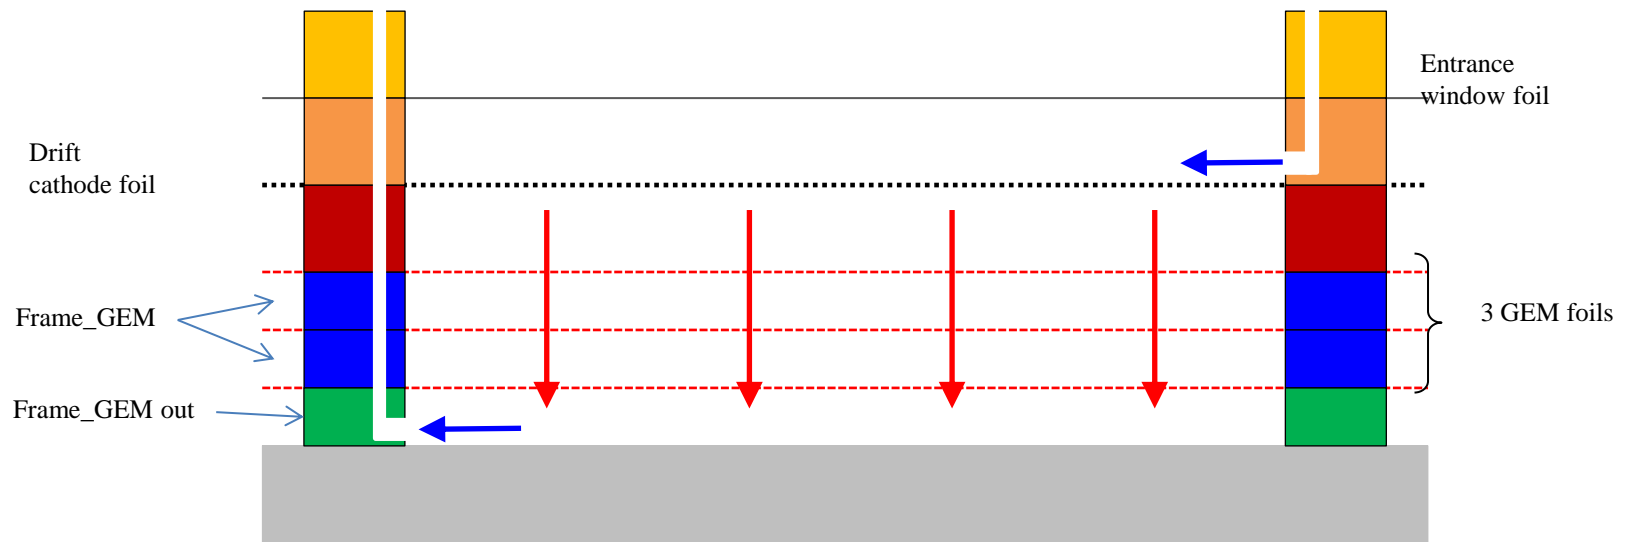 Entrance
window foil
Drift
cathode foil
Frame_GEM
3 GEM foils
Frame_GEM out